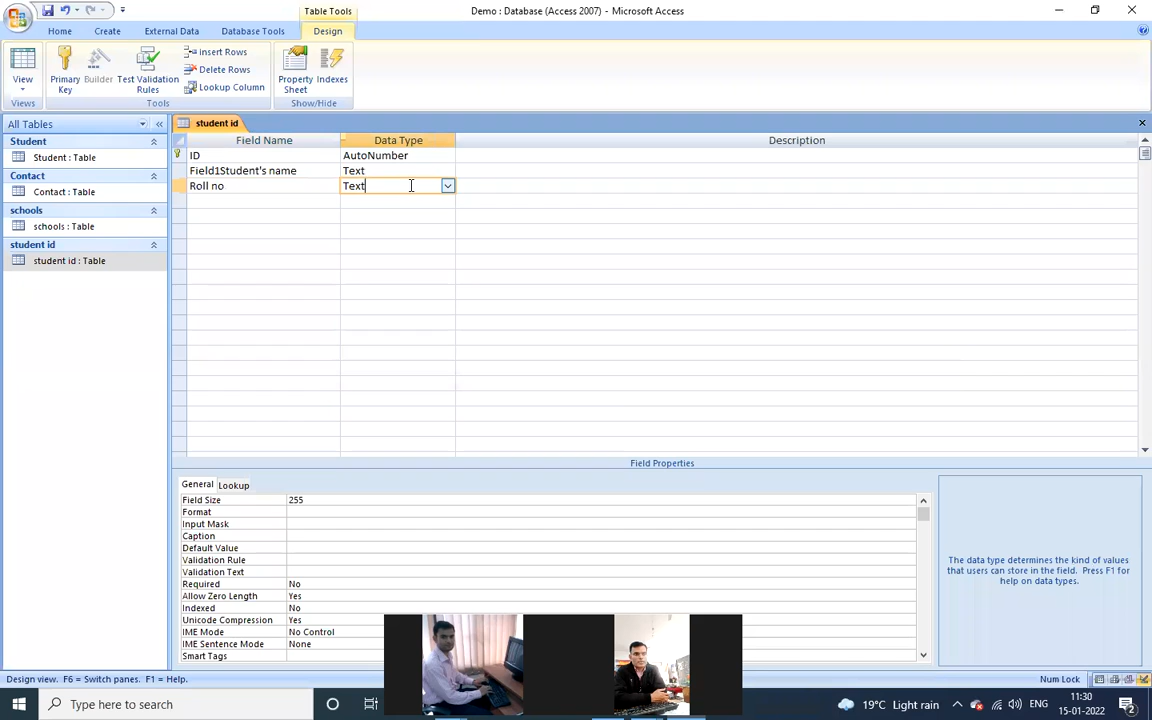 Table Tools
Demo : Database (Access 2007) - Microsoft Access
Home Create External Data Database Tools Design
View
Primary Key
Builder
Test Validation Rules
Insert Rows
Delete Rows
Lookup Column
Property Sheet
Indexes
Views Tools Show/Hide
All Tables
student id
Student
Student : Table
Contact
Contact : Table
schools
schools : Table
student id
student id : Table
Field Name Data Type Description
ID AutoNumber
Field1Student's name Text
Roll no Text
Field Properties
General Lookup
Field Size 255
Format
Input Mask
Caption
Default Value
Validation Rule
Validation Text
Required No
Allow Zero Length Yes
Indexed No
Unicode Compression Yes
IME Mode No Control
IME Sentence Mode None
Smart Tags
The data type determines the kind of values
that users can store in the field. Press F1 for
help on data types.
Design view. F6 = Switch panes. F1 = Help.
Num Lock
Type here to search
19°C Light rain
ENG
11:30
15-01-2022
2